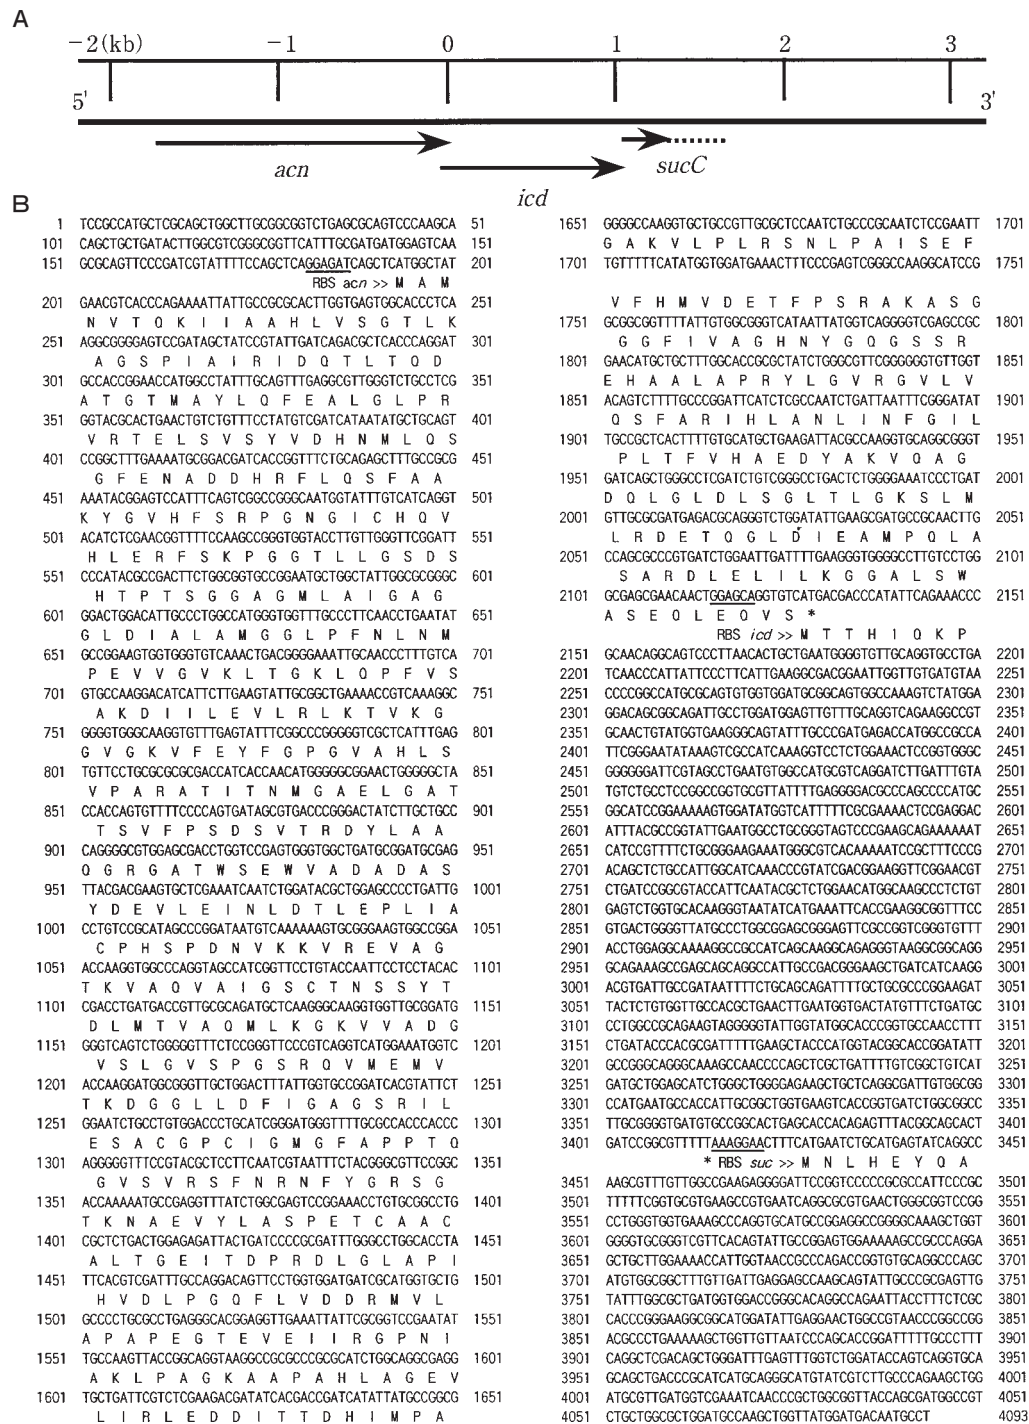 A
−2(kb) −1 0 1 2 3
5' 3'
acn sucC
icd
B
1 TCCGCCATGCTCGCAGCTGGCTTGCGGCGGTCTGAGCGCAGTCCCAAGCA 51
101 CAGCTGCTGATACTTGGCGTCGGGCGGTTCATTTGCGATGATGGAGTCAA 151
151 GCGCAGTTCCCGATCGTATTTTCCAGCTCAGGAGATCAGCTCATGGCTAT 201
RBS acn >> M A M
201 GAACGTCACCCAGAAAATTATTGCCGCGCACTTGGTGAGTGGCACCCTCA 251
N V T Q K I I A A H L V S G T L K
251 AGGCGGGGAGTCCGATAGCTATCCGTATTGATCAGACGCTCACCCAGGAT 301
A G S P I A I R I D Q T L T Q D
301 GCCACCGGAACCATGGCCTATTTGCAGTTTGAGGCGTTGGGTCTGCCTCG 351
A T G T M A Y L Q F E A L G L P R
351 GGTACGCACTGAACTGTCTGTTTCCTATGTCGATCATAATATGCTGCAGT 401
V R T E L S V S Y V D H N M L Q S
401 CCGGCTTTGAAAATGCGGACGATCACCGGTTTCTGCAGAGCTTTGCCGCG 451
G F E N A D D H R F L Q S F A A
451 AAATACGGAGTCCATTTCAGTCGGCCGGGCAATGGTATTTGTCATCAGGT 501
K Y G V H F S R P G N G I C H Q V
501 ACATCTCGAACGGTTTTCCAAGCCGGGTGGTACCTTGTTGGGTTCGGATT 551
H L E R F S K P G G T L L G S D S
551 CCCATACGCCGACTTCTGGCGGTGCCGGAATGCTGGCTATTGGCGCGGGC 601
H T P T S G G A G M L A I G A G
601 GGACTGGACATTGCCCTGGCCATGGGTGGTTTGCCCTTCAACCTGAATAT 651
G L D I A L A M G G L P F N L N M
651 GCCGGAAGTGGTGGGTGTCAAACTGACGGGGAAATTGCAACCCTTTGTCA 701
P E V V G V K L T G K L Q P F V S
701 GTGCCAAGGACATCATTCTTGAAGTATTGCGGCTGAAAACCGTCAAAGGC 751
A K D I I L E V L R L K T V K G
751 GGGGTGGGCAAGGTGTTTGAGTATTTCGGCCCGGGGGTCGCTCATTTGAG 801
G V G K V F E Y F G P G V A H L S
801 TGTTCCTGCGCGCGCGACCATCACCAACATGGGGGCGGAACTGGGGGCTA 851
V P A R A T I T N M G A E L G A T
851 CCACCAGTGTTTTCCCCAGTGATAGCGTGACCCGGGACTATCTTGCTGCC 901
T S V F P S D S V T R D Y L A A
901 CAGGGGCGTGGAGCGACCTGGTCCGAGTGGGTGGCTGATGCGGATGCGAG 951
Q G R G A T W S E W V A D A D A S
951 TTACGACGAAGTGCTCGAAATCAATCTGGATACGCTGGAGCCCCTGATTG 1001
Y D E V L E I N L D T L E P L I A
1001 CCTGTCCGCATAGCCCGGATAATGTCAAAAAAGTGCGGGAAGTGGCCGGA 1051
C P H S P D N V K K V R E V A G
1051 ACCAAGGTGGCCCAGGTAGCCATCGGTTCCTGTACCAATTCCTCCTACAC 1101
T K V A Q V A I G S C T N S S Y T
1101 CGACCTGATGACCGTTGCGCAGATGCTCAAGGGCAAGGTGGTTGCGGATG 1151
D L M T V A Q M L K G K V V A D G
1151 GGGTCAGTCTGGGGGTTTCTCCGGGTTCCCGTCAGGTCATGGAAATGGTC 1201
V S L G V S P G S R Q V M E M V
1201 ACCAAGGATGGCGGGTTGCTGGACTTTATTGGTGCCGGATCACGTATTCT 1251
T K D G G L L D F I G A G S R I L
1251 GGAATCTGCCTGTGGACCCTGCATCGGGATGGGTTTTGCGCCACCCACCC 1301
E S A C G P C I G M G F A P P T Q
1301 AGGGGGTTTCCGTACGCTCCTTCAATCGTAATTTCTACGGGCGTTCCGGC 1351
G V S V R S F N R N F Y G R S G
1351 ACCAAAAATGCCGAGGTTTATCTGGCGAGTCCGGAAACCTGTGCGGCCTG 1401
T K N A E V Y L A S P E T C A A C
1401 CGCTCTGACTGGAGAGATTACTGATCCCCGCGATTTGGGCCTGGCACCTA 1451
A L T G E I T D P R D L G L A P I
1451 TTCACGTCGATTTGCCAGGACAGTTCCTGGTGGATGATCGCATGGTGCTG 1501
H V D L P G Q F L V D D R M V L
1501 GCCCCTGCGCCTGAGGGCACGGAGGTTGAAATTATTCGCGGTCCGAATAT 1551
A P A P E G T E V E I I R G P N I
1551 TGCCAAGTTACCGGCAGGTAAGGCCGCGCCCGCGCATCTGGCAGGCGAGG 1601
A K L P A G K A A P A H L A G E V
1601 TGCTGATTCGTCTCGAAGACGATATCACGACCGATCATATTATGCCGGCG 1651
L I R L E D D I T T D H I M P A
1651 GGGGCCAAGGTGCTGCCGTTGCGCTCCAATCTGCCCGCAATCTCCGAATT 1701
G A K V L P L R S N L P A I S E F
1701 TGTTTTTCATATGGTGGATGAAACTTTCCCGAGTCGGGCCAAGGCATCCG 1751
V F H M V D E T F P S R A K A S G
1751 GCGGCGGTTTTATTGTGGCGGGTCATAATTATGGTCAGGGGTCGAGCCGC 1801
G G F I V A G H N Y G Q G S S R
1801 GAACATGCTGCTTTGGCACCGCGCTATCTGGGCGTTCGGGGGGTGTTGGT 1851
E H A A L A P R Y L G V R G V L V
1851 ACAGTCTTTTGCCCGGATTCATCTCGCCAATCTGATTAATTTCGGGATAT 1901
Q S F A R I H L A N L I N F G I L
1901 TGCCGCTCACTTTTGTGCATGCTGAAGATTACGCCAAGGTGCAGGCGGGT 1951
P L T F V H A E D Y A K V Q A G
1951 GATCAGCTGGGCCTCGATCTGTCGGGCCTGACTCTGGGGAAATCCCTGAT 2001
D Q L G L D L S G L T L G K S L M
2001 GTTGCGCGATGAGACGCAGGGTCTGGATATTGAAGCGATGCCGCAACTTG 2051
L R D E T Q G L D I E A M P Q L A
2051 CCAGCGCCCGTGATCTGGAATTGATTTTGAAGGGTGGGGCCTTGTCCTGG 2101
S A R D L E L I L K G G A L S W
2101 GCGAGCGAACAACTGGAGCAGGTGTCATGACGACCCATATTCAGAAACCC 2151
A S E Q L E Q V S *
RBS icd >> M T T H I Q K P
2151 GCAACAGGCAGTCCCTTAACACTGCTGAATGGGGTGTTGCAGGTGCCTGA 2201
2201 TCAACCCATTATTCCCTTCATTGAAGGCGACGGAATTGGTTGTGATGTAA 2251
2251 CCCCGGCCATGCGCAGTGTGGTGGATGCGGCAGTGGCCAAAGTCTATGGA 2301
2301 GGACAGCGGCAGATTGCCTGGATGGAGTTGTTTGCAGGTCAGAAGGCCGT 2351
2351 GCAACTGTATGGTGAAGGGCAGTATTTGCCCGATGAGACCATGGCCGCCA 2401
2401 TTCGGGAATATAAAGTCGCCATCAAAGGTCCTCTGGAAACTCCGGTGGGC 2451
2451 GGGGGGATTCGTAGCCTGAATGTGGCCATGCGTCAGGATCTTGATTTGTA 2501
2501 TGTCTGCCTCCGGCCGGTGCGTTATTTTGAGGGGACGCCCAGCCCCATGC 2551
2551 GGCATCCGGAAAAAGTGGATATGGTCATTTTTCGCGAAAACTCCGAGGAC 2601
2601 ATTTACGCCGGTATTGAATGGCCTGCGGGTAGTCCCGAAGCAGAAAAAAT 2651
2651 CATCCGTTTTCTGCGGGAAGAAATGGGCGTCACAAAAATCCGCTTTCCCG 2701
2701 ACAGCTCTGCCATTGGCATCAAACCCGTATCGACGGAAGGTTCGGAACGT 2751
2751 CTGATCCGGCGTACCATTCAATACGCTCTGGAACATGGCAAGCCCTCTGT 2801
2801 GAGTCTGGTGCACAAGGGTAATATCATGAAATTCACCGAAGGCGGTTTCC 2851
2851 GTGACTGGGGTTATGCCCTGGCGGAGCGGGAGTTCGCCGGTCGGGTGTTT 2901
2901 ACCTGGAGGCAAAAGGCCGCCATCAGCAAGGCAGAGGGTAAGGCGGCAGG 2951
2951 GCAGAAAGCCGAGCAGCAGGCCATTGCCGACGGGAAGCTGATCATCAAGG 3001
3001 ACGTGATTGCCGATAATTTTCTGCAGCAGATTTTGCTGCGCCCGGAAGAT 3051
3051 TACTCTGTGGTTGCCACGCTGAACTTGAATGGTGACTATGTTTCTGATGC 3101
3101 CCTGGCCGCAGAAGTAGGGGGTATTGGTATGGCACCCGGTGCCAACCTTT 3151
3151 CTGATACCCACGCGATTTTTGAAGCTACCCATGGTACGGCACCGGATATT 3201
3201 GCCGGGCAGGGCAAAGCCAACCCCAGCTCGCTGATTTTGTCGGCTGTCAT 3251
3251 GATGCTGGAGCATCTGGGCTGGGGAGAAGCTGCTCAGGCGATTGTGGCGG 3301
3301 CCATGAATGCCACCATTGCGGCTGGTGAAGTCACCGGTGATCTGGCGGCC 3351
3351 TTGCGGGGTGATGTGCCGGCACTGAGCACCACAGAGTTTACGGCAGCACT 3401
3401 GATCCGGCGTTTTTAAAGGAACTTTCATGAATCTGCATGAGTATCAGGCC 3451
* RBS suc >> M N L H E Y Q A
3451 AAGCGTTTGTTGGCCGAAGAGGGGATTCCGGTCCCCCGCGCCATTCCCGC 3501
3501 TTTTTCGGTGCGTGAAGCCGTGAATCAGGCGCGTGAACTGGGCGGTCCGG 3551
3551 CCTGGGTGGTGAAAGCCCAGGTGCATGCCGGAGGCCGGGGCAAAGCTGGT 3601
3601 GGGGTGCGGGTCGTTCACAGTATTGCCGGAGTGGAAAAAGCCGCCCAGGA 3651
3651 GCTGCTTGGAAAACCATTGGTAACCGCCCAGACCGGTGTGCAGGCCCAGC 3701
3701 ATGTGGCGGCTTTGTTGATTGAGGAGCCAAGCAGTATTGCCCGCGAGTTG 3751
3751 TATTTGGCGCTGATGGTGGACCGGGCACAGGCCAGAATTACCTTTCTCGC 3801
3801 CACCCGGGAAGGCGGCATGGATATTGAGGAACTGGCCGTAACCCGGCCGG 3851
3851 ACGCCCTGAAAAAGCTGGTTGTTAATCCCAGCACCGGATTTTTGCCCTTT 3901
3901 CAGGCTCGACAGCTGGGATTTGAGTTTGGTCTGGATACCAGTCAGGTGCA 3951
3951 GCAGCTGACCCGCATCATGCAGGGCATGTATCGTCTTGCCCAGAAGCTGG 4001
4001 ATGCGTTGATGGTCGAAATCAACCCGCTGGCGGTTACCAGCGATGGCCGT 4051
4051 CTGCTGGCGCTGGATGCCAAGCTGGTTATGGATGACAATGCCT 4093